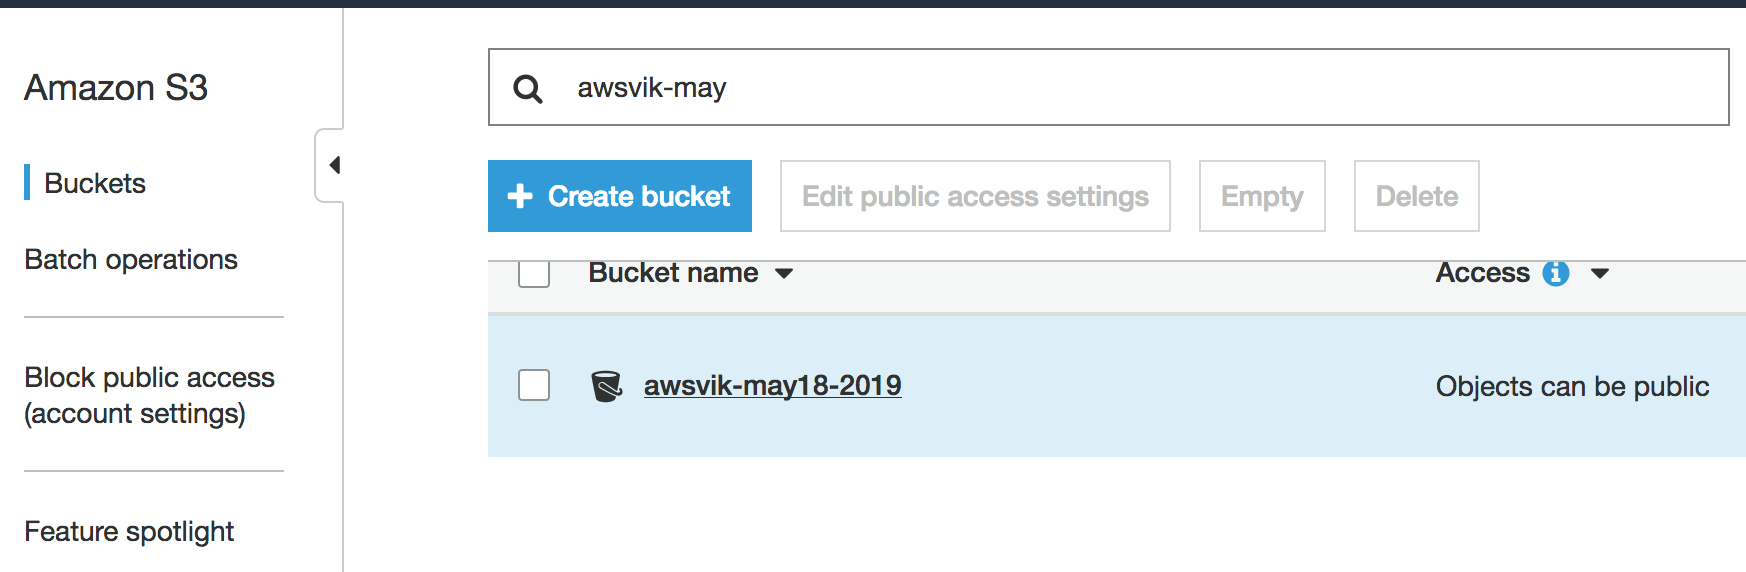 Amazon S3
Buckets
Batch operations
Block public access
(account settings)
Feature spotlight
awsvik-may
Create bucket
Edit public access settings
Empty
Delete
Bucket name
Access
awsvik-may18-2019
Objects can be public